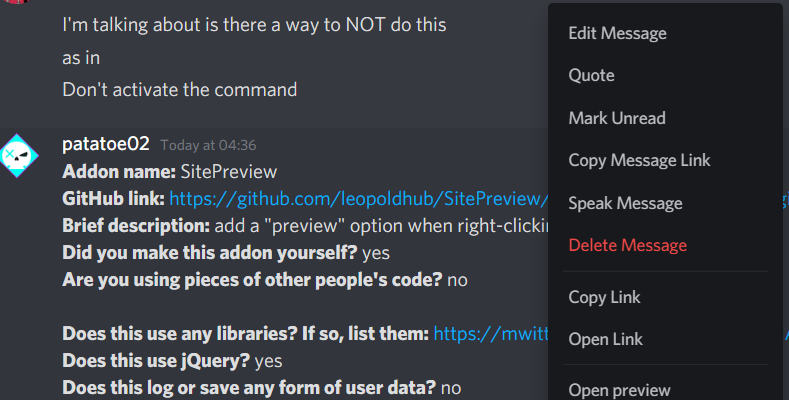 I'm talking about is there a way to NOT do this
as in
Don't activate the command
patatoe02 Today at 04:36
Addon name: SitePreview
GitHub link: https://github.com/leopoldhub/SitePreview/
Brief description: add a "preview" option when right-clickin
Did you make this addon yourself? yes
Are you using pieces of other people's code? no
Does this use any libraries? If so, list them: https://mwitt
Does this use jQuery? yes
Does this log or save any form of user data? no
Edit Message
Quote
Mark Unread
Copy Message Link
Speak Message
Delete Message
Copy Link
Open Link
Open preview